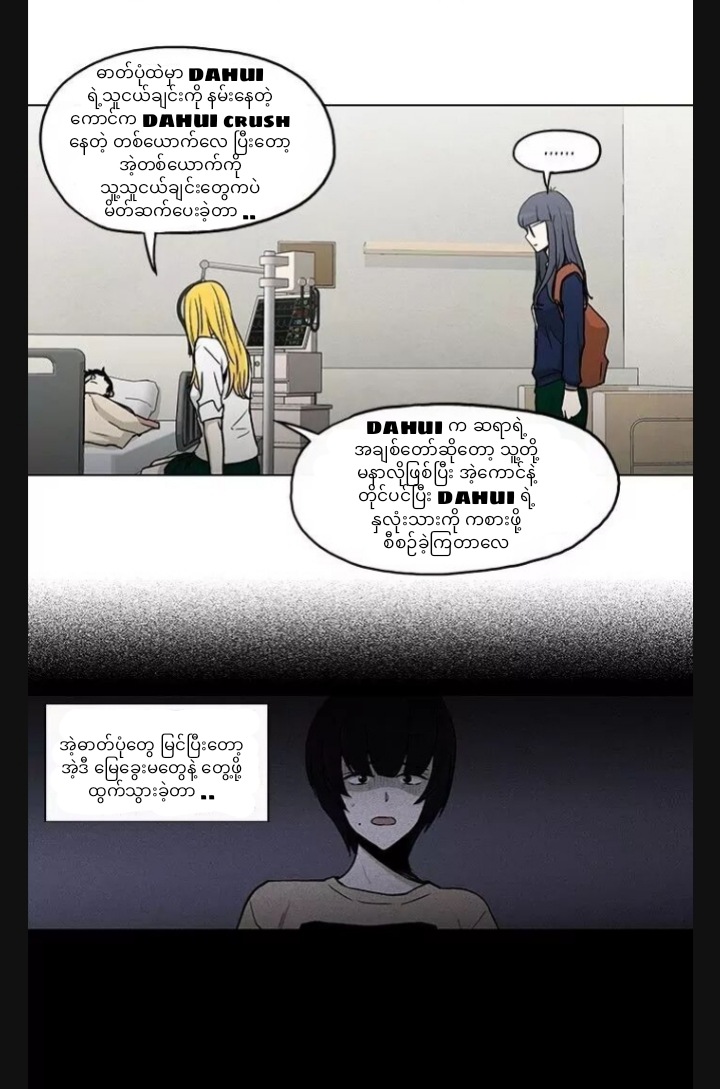 ဓာတ်ပုံထဲမှာ DAHUI
ရဲ့သူငယ်ချင်းကို နမ်းနေတဲ့
ကောင်က DAHUI CRUSH
နေတဲ့ တစ်ယောက်လေ ပြီးတော့
အဲ့တစ်ယောက်ကို
သူ့သူငယ်ချင်းတွေကပဲ
မိတ်ဆက်ပေးခဲ့တာ ..
......
DAHUI က ဆရာရဲ့
အချစ်တော်ဆိုတော့ သူတို့
မနာလိုဖြစ်ပြီး အဲ့ကောင်နဲ့
တိုင်ပင်ပြီး DAHUI ရဲ့
နှလုံးသားကို ကစားဖို့
စီစဉ်ခဲ့ကြတာလေ
အဲ့ဓာတ်ပုံတွေ မြင်ပြီးတော့
အဲ့ဒီ မြေခွေးမတွေနဲ့ တွေ့ဖို့
ထွက်သွားခဲ့တာ ..